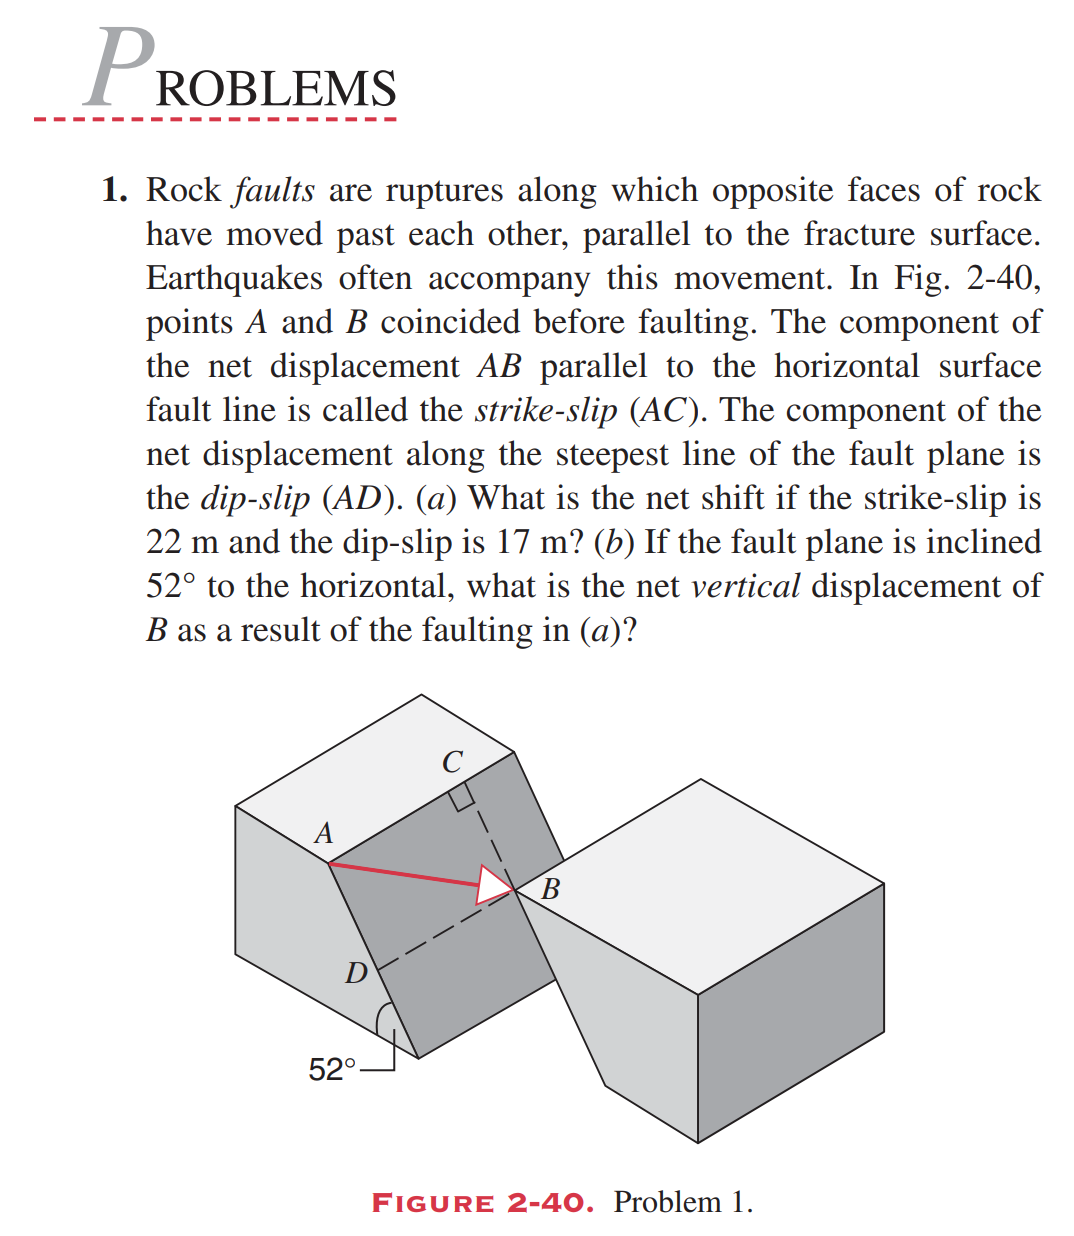 PROBLEMS
1. Rock faults are ruptures along which opposite faces of rock
have moved past each other, parallel to the fracture surface.
Earthquakes often accompany this movement. In Fig. 2-40,
points A and B coincided before faulting. The component of
the net displacement AB parallel to the horizontal surface
fault line is called the strike-slip (AC). The component of the
net displacement along the steepest line of the fault plane is
the dip-slip (AD). (a) What is the net shift if the strike-slip is
22 m and the dip-slip is 17 m? (b) If the fault plane is inclined
52° to the horizontal, what is the net vertical displacement of
B as a result of the faulting in (a)?
C
A
B
D
52°
FIGURE 2-40. Problem 1.